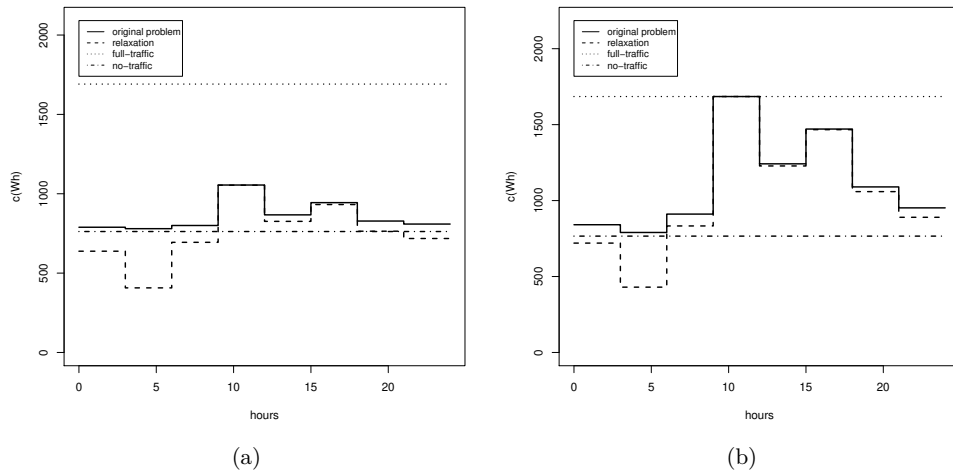 original problem
relaxation
full-traffic
no-traffic
c(Wh)
2000
1500
1000
500
0
0 5 10 15 20
hours
(a)
original problem
relaxation
full-traffic
no-traffic
c(Wh)
2000
1500
1000
500
0
0 5 10 15 20
hours
(b)